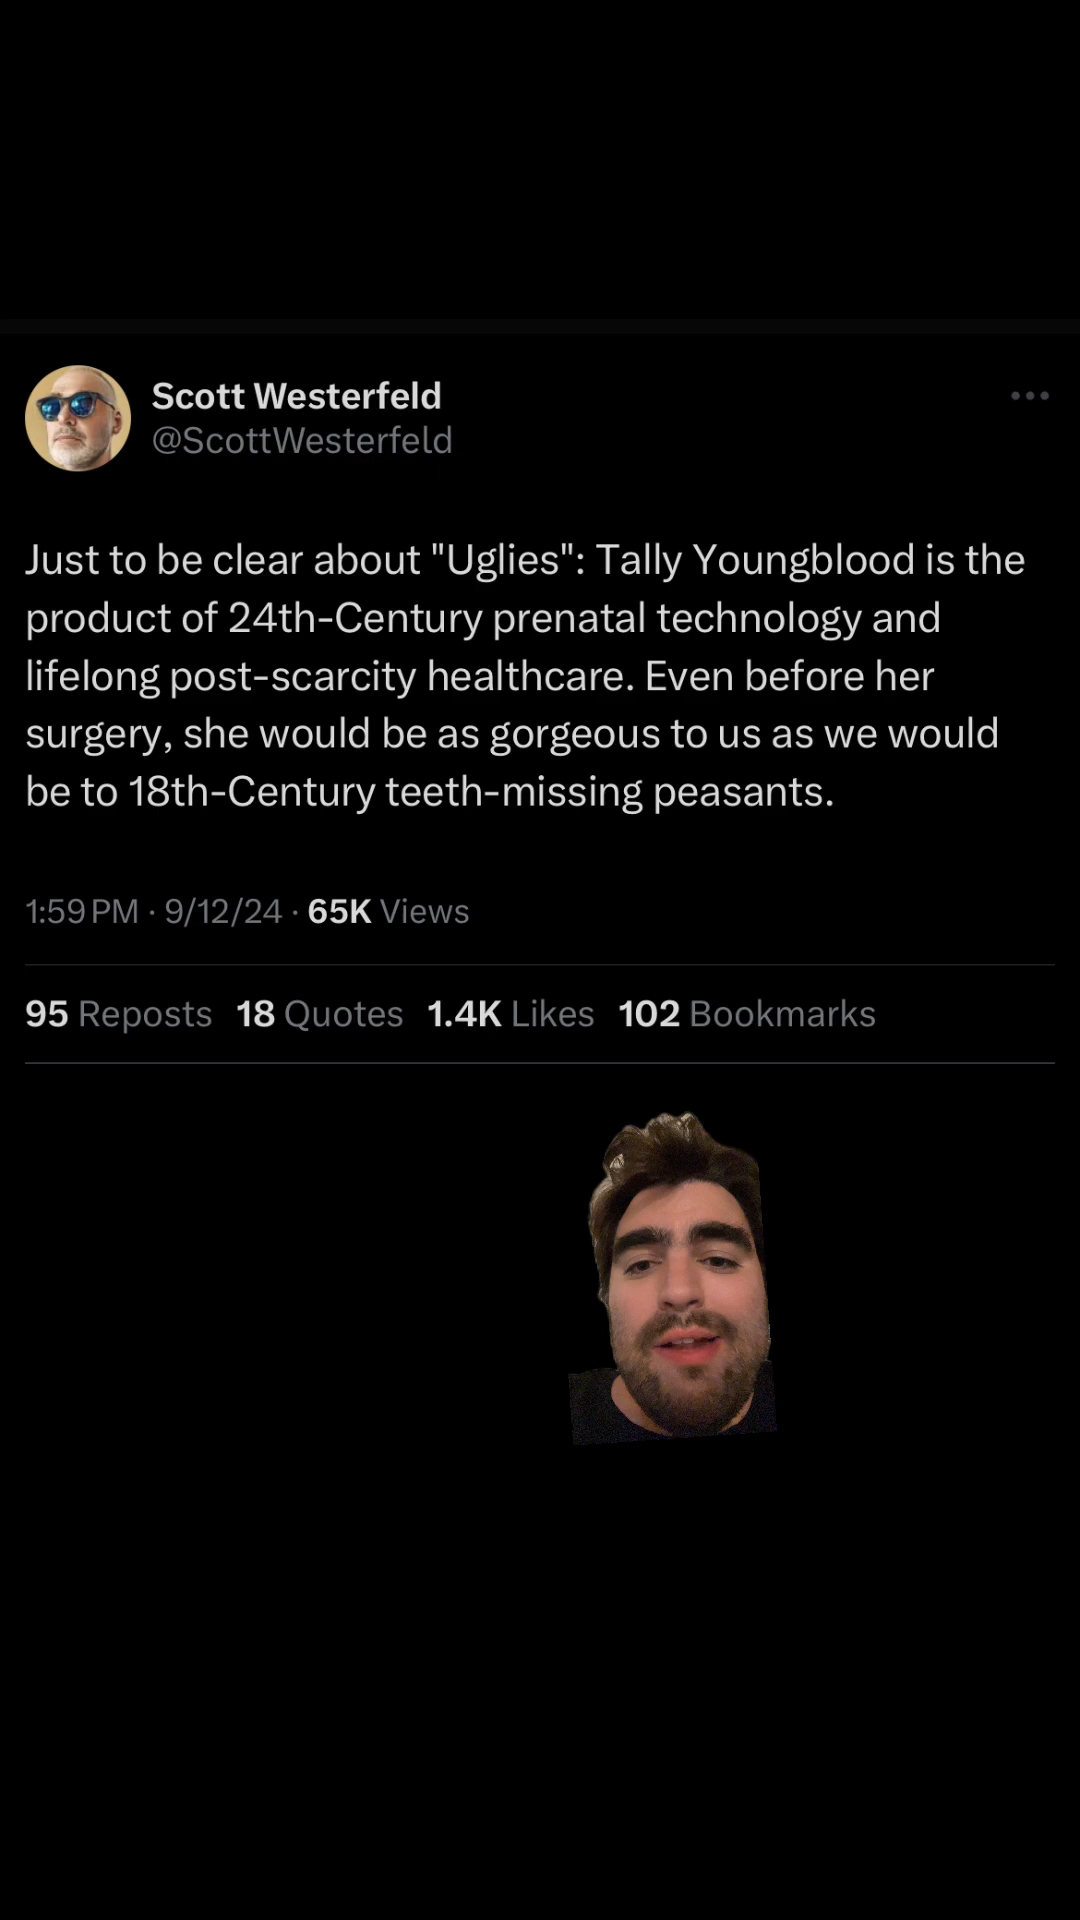 Scott Westerfeld
@ScottWesterfeld
Just to be clear about "Uglies": Tally Youngblood is the
product of 24th-Century prenatal technology and
lifelong post-scarcity healthcare. Even before her
surgery, she would be as gorgeous to us as we would
be to 18th-Century teeth-missing peasants.
1:59 PM · 9/12/24 · 65K Views
95 Reposts 18 Quotes 1.4K Likes 102 Bookmarks